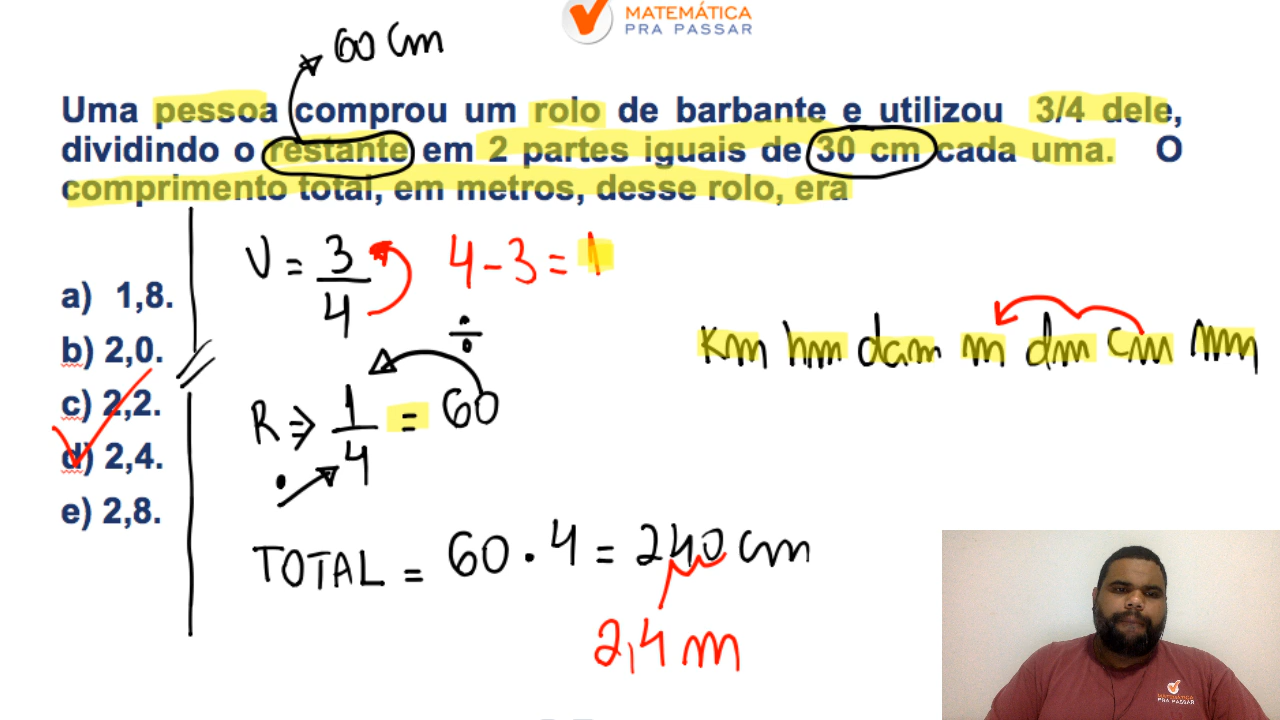 MATEMÁTICA
PRA PASSAR
60 cm
Uma pessoa comprou um rolo de barbante e utilizou 3/4 dele,
dividindo o restante em 2 partes iguais de 30 cm cada uma. O
comprimento total, em metros, desse rolo, era
a) 1,8.
b) 2,0.
c) 2,2.
d) 2,4.
e) 2,8.
U = 3/4
4 - 3 = 1
÷
R ⇒ 1/4 = 60
TOTAL = 60 . 4 = 240 cm
2,4 m
Km hm dam m dm cm mm
MATEMÁTICA
PRA PASSAR